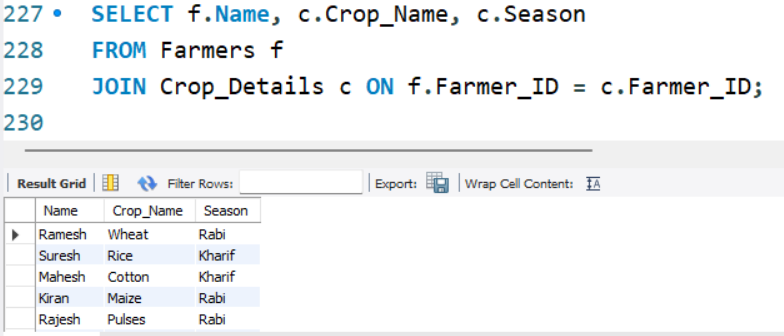 227 SELECT f.Name, c.Crop_Name, c.Season
228 FROM Farmers f
229 JOIN Crop_Details c ON f.Farmer_ID = c.Farmer_ID;
230
Result Grid Filter Rows: Export: Wrap Cell Content: IA
Name Crop_Name Season
Ramesh Wheat Rabi
Suresh Rice Kharif
Mahesh Cotton Kharif
Kiran Maize Rabi
Rajesh Pulses Rabi